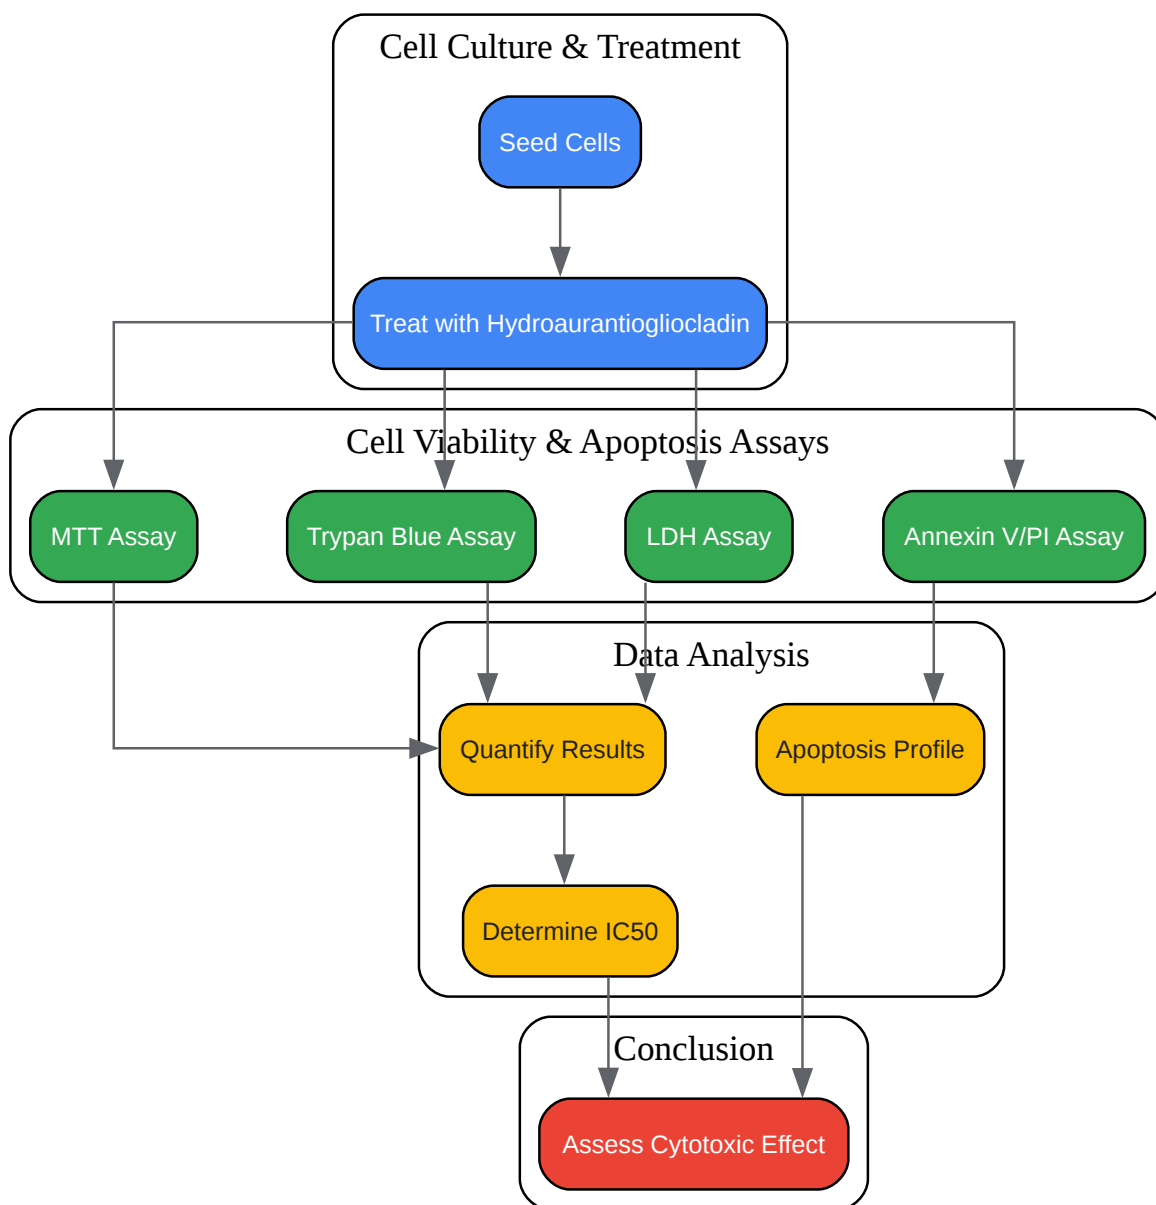 Cell Culture & Treatment
Seed Cells
Treat with Hydroaurantiogliocladin
Cell Viability & Apoptosis Assays
MTT Assay
Trypan Blue Assay
LDH Assay
Annexin V/PI Assay
Data Analysis
Quantify Results
Apoptosis Profile
Determine IC50
Conclusion
Assess Cytotoxic Effect